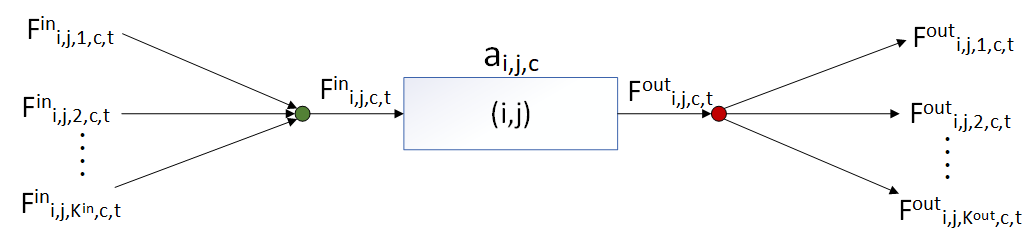 F^in_i,j,1,c,t
F^in_i,j,2,c,t
F^in_i,j,K^in,c,t
F^in_i,j,c,t
a_i,j,c
(i,j)
F^out_i,j,c,t
F^out_i,j,1,c,t
F^out_i,j,2,c,t
F^out_i,j,K^out,c,t